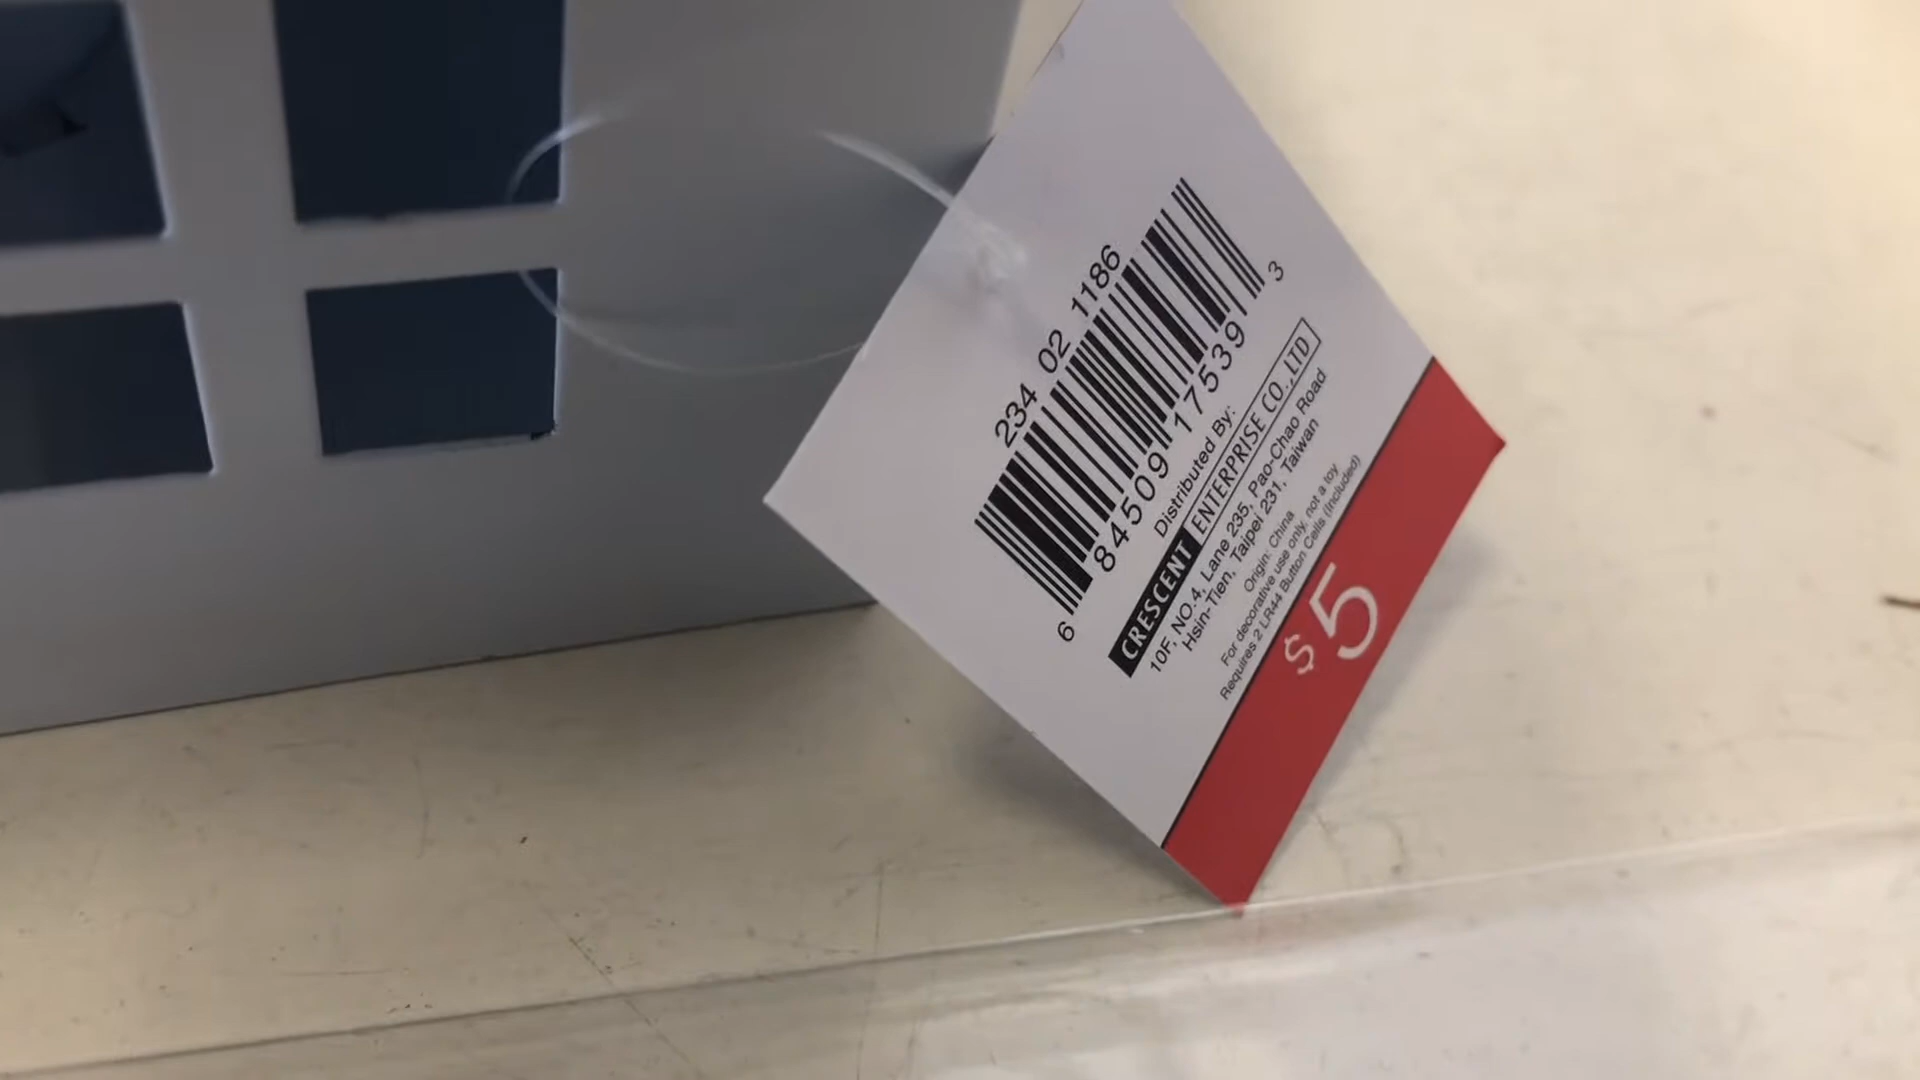 234 02 1186
6 84509 17539 3
Distributed By:
CRESCENT ENTERPRISE CO., LTD
10F, NO.4, Lane 235, Pao-Chao Road
Hsin-Tien, Taipei 231, Taiwan
Origin: China
For decorative use only, not a toy
Requires 2 LR44 Button Cells (Included)
$5